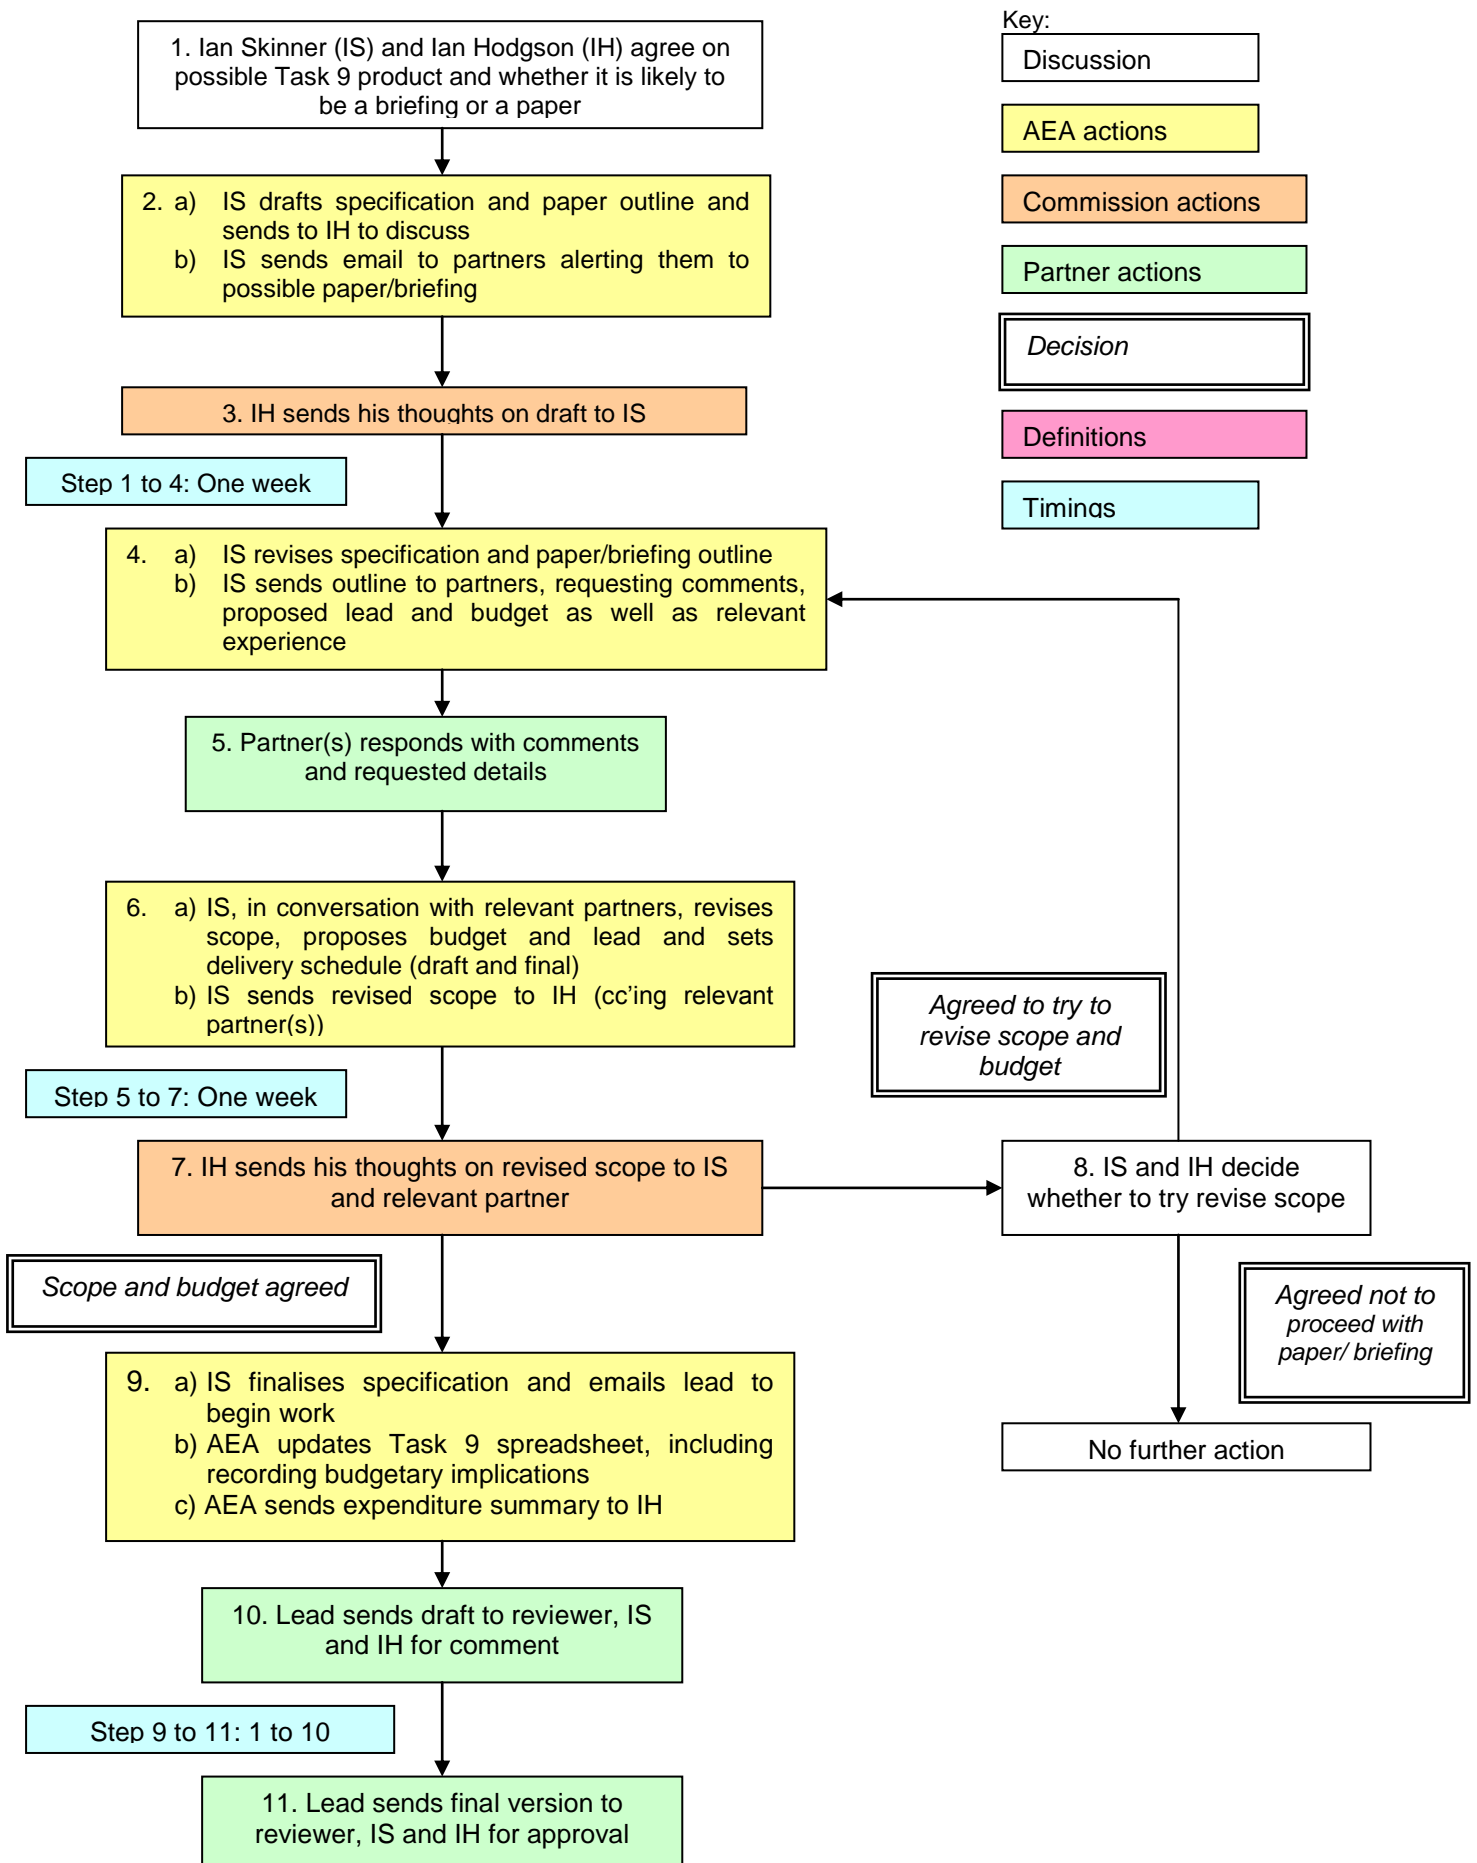 Key:
1. Ian Skinner (IS) and Ian Hodgson (IH) agree on
possible Task 9 product and whether it is likely to
be a briefing or a paper
Discussion
AEA actions
2. a) IS drafts specification and paper outline and
sends to IH to discuss
b) IS sends email to partners alerting them to
possible paper/briefing
Commission actions
Partner actions
Decision
3. IH sends his thoughts on draft to IS
Definitions
Step 1 to 4: One week
Timings
4. a) IS revises specification and paper/briefing outline
b) IS sends outline to partners, requesting comments,
proposed lead and budget as well as relevant
experience
5. Partner(s) responds with comments
and requested details
6. a) IS, in conversation with relevant partners, revises
scope, proposes budget and lead and sets
delivery schedule (draft and final)
b) IS sends revised scope to IH (cc'ing relevant
partner(s))
Agreed to try to
revise scope and
budget
Step 5 to 7: One week
7. IH sends his thoughts on revised scope to IS
and relevant partner
8. IS and IH decide
whether to try revise scope
Scope and budget agreed
Agreed not to
proceed with
paper/ briefing
9. a) IS finalises specification and emails lead to
begin work
b) AEA updates Task 9 spreadsheet, including
recording budgetary implications
c) AEA sends expenditure summary to IH
No further action
10. Lead sends draft to reviewer, IS
and IH for comment
Step 9 to 11: 1 to 10
11. Lead sends final version to
reviewer, IS and IH for approval